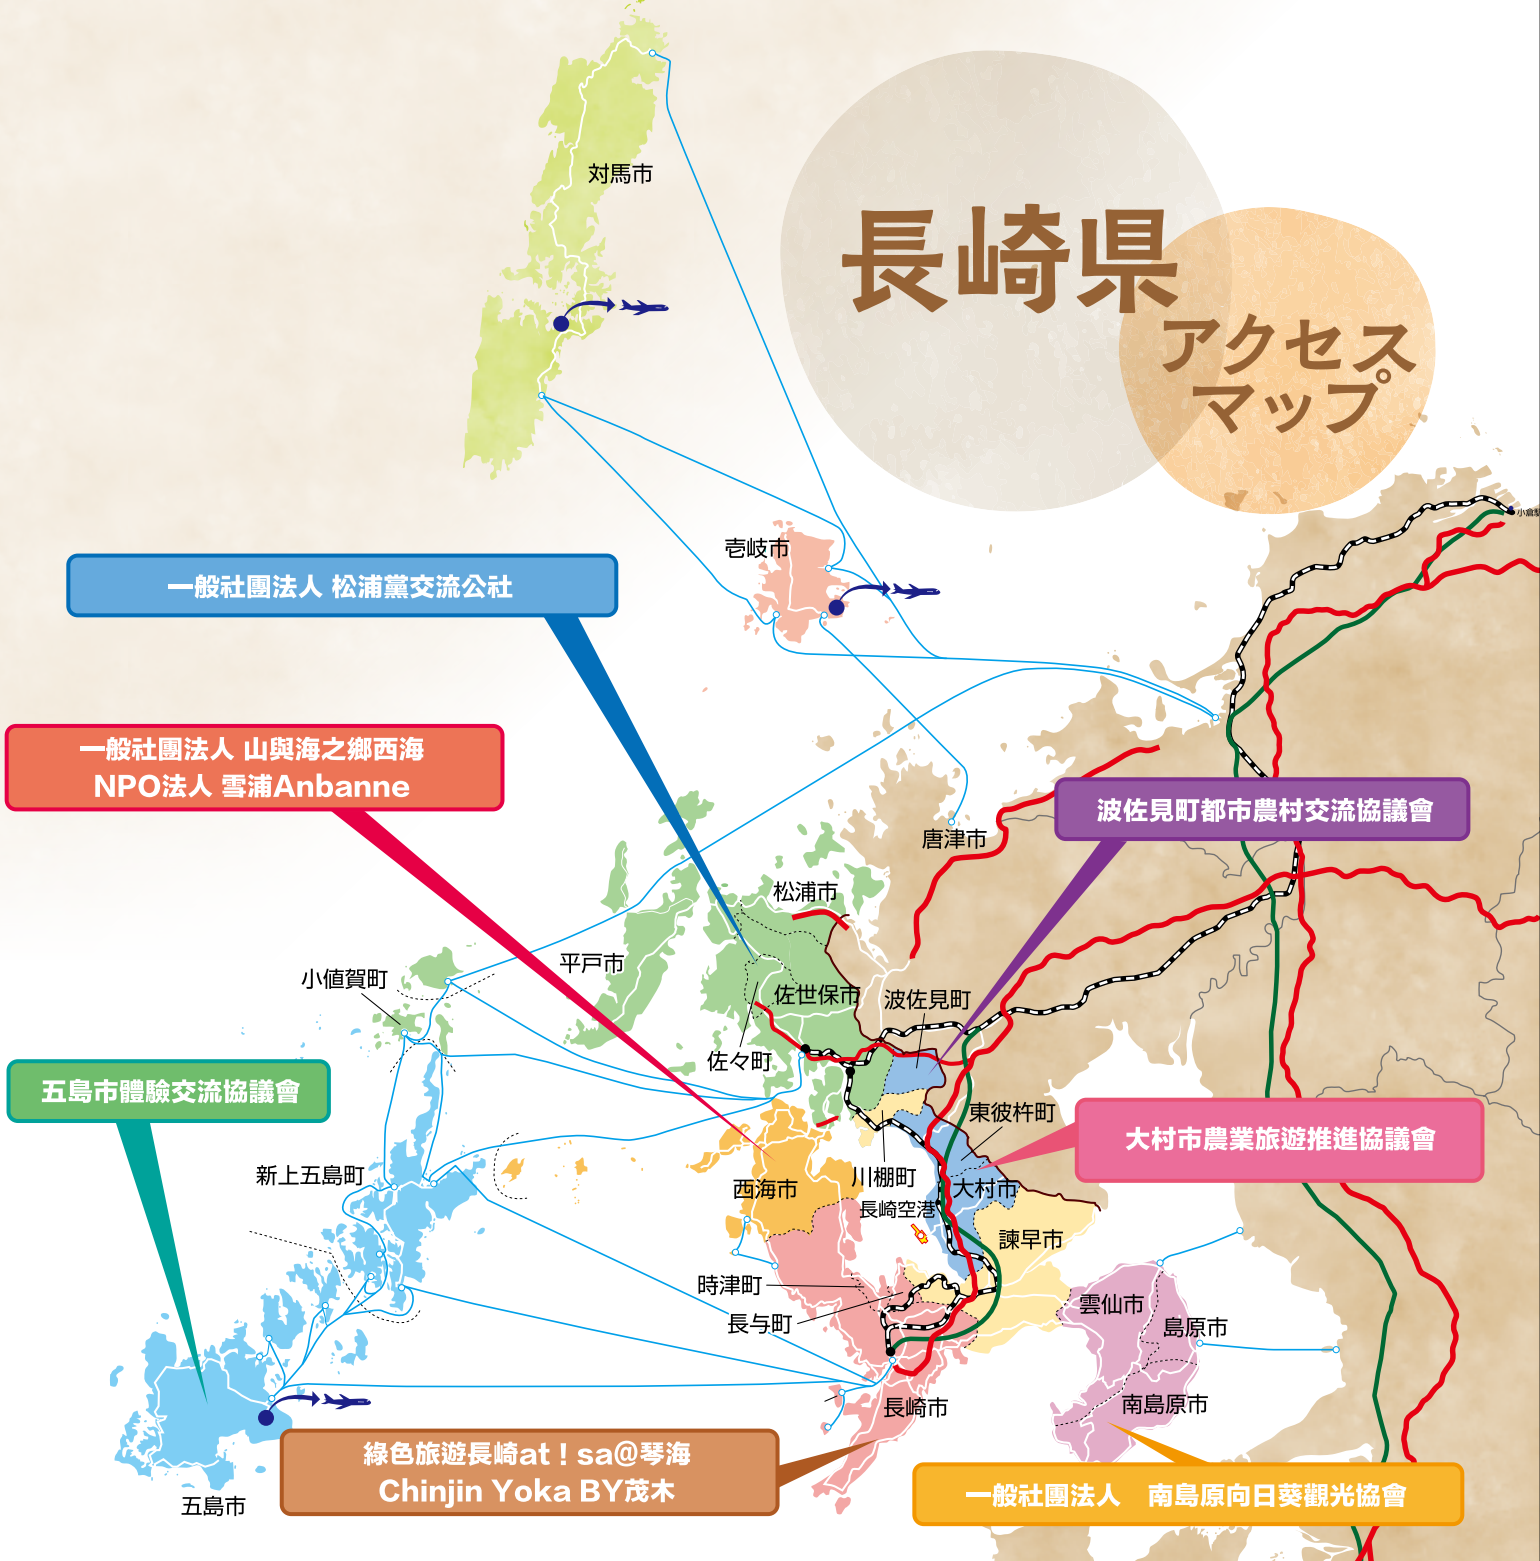 対馬市
長崎県
アクセス
マップ
壱岐市
一般社團法人 松浦黨交流公社
一般社團法人 山與海之鄉西海
NPO法人 雪浦Anbanne
波佐見町都市農村交流協議會
唐津市
松浦市
平戸市
小値賀町
佐世保市
波佐見町
佐々町
五島市體驗交流協議會
東彼杵町
大村市農業旅遊推進協議會
新上五島町
川棚町
西海市
大村市
長崎空港
諫早市
時津町
長与町
雲仙市
島原市
南島原市
長崎市
綠色旅遊長崎at！sa@琴海
Chinjin Yoka BY茂木
一般社團法人　南島原向日葵觀光協會
五島市